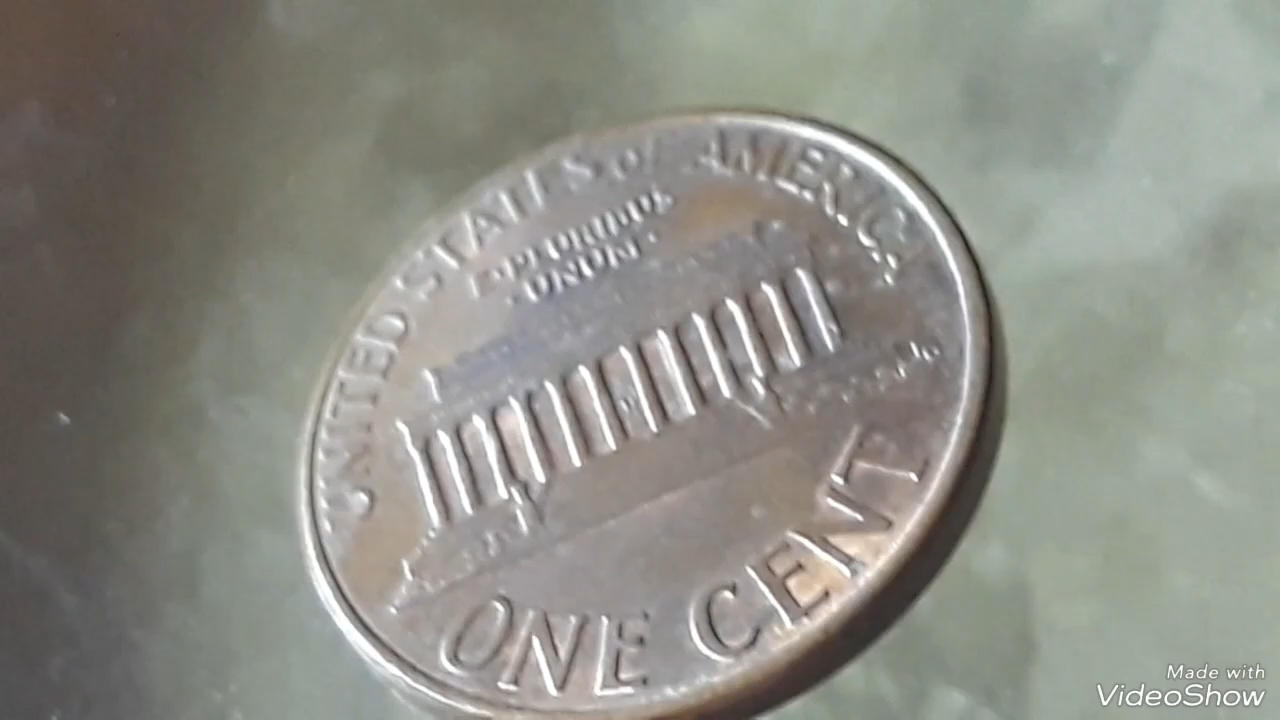 UNITED STATES of AMERICA
E·PLURIBUS
·UNUM·
ONE CENT
Made with
VideoShow